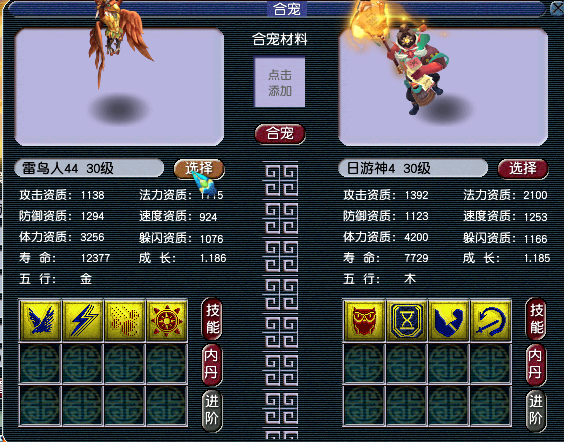 合宠
合宠材料
点击
添加
合宠
雷鸟人44 30级
选择
攻击资质：1138
防御资质：1294
速度资质：924
体力资质：3256
躲闪资质：1076
寿 命：12377
成 长：1.186
五 行：金
技能
内丹
进阶
日游神4 30级
选择
攻击资质：1392
法力资质：2100
防御资质：1123
速度资质：1253
体力资质：4200
躲闪资质：1166
寿 命：7729
成 长：1.185
五 行：木
技能
内丹
进阶